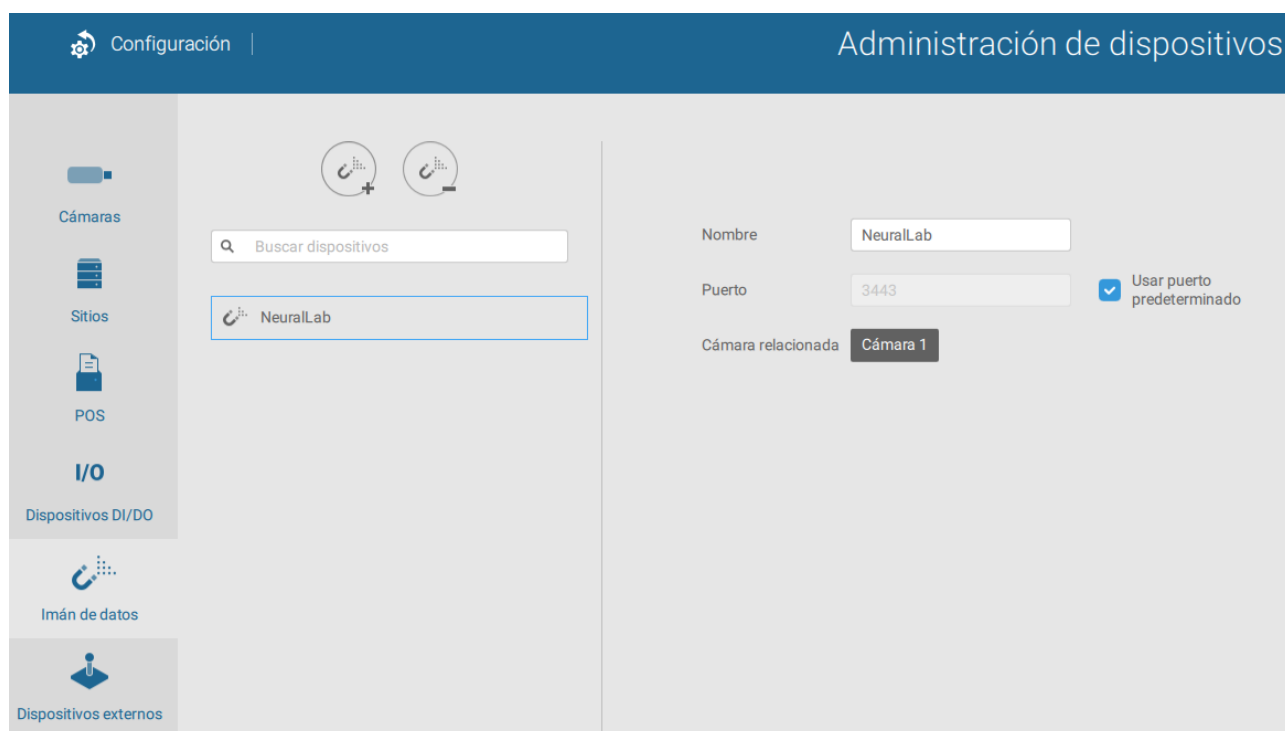 Configuración
Administración de dispositivos
Cámaras
Sitios
POS
I/O
Dispositivos DI/DO
Imán de datos
Dispositivos externos
Buscar dispositivos
NeuralLab
Nombre
NeuralLab
Puerto
3443
Usar puerto
predeterminado
Cámara relacionada
Cámara 1